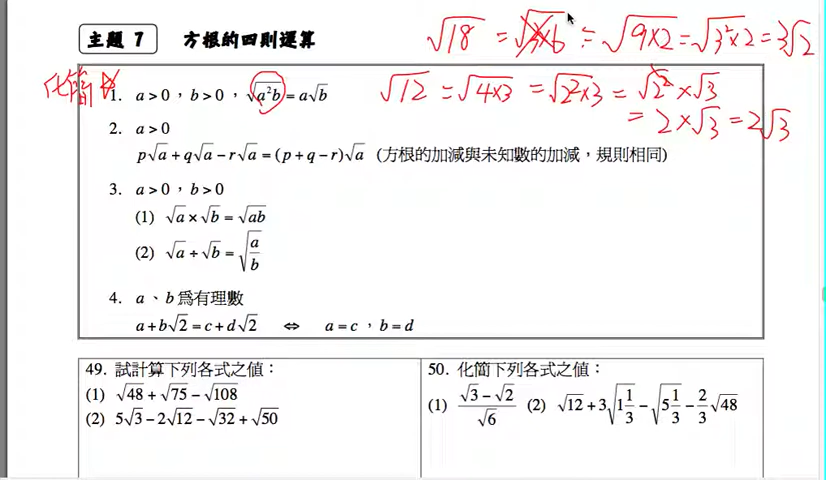 主題 7 方根的四則運算
√18 = √3×6 ÷ √9×2 = √3²×2 = 3√2
化簡
1. a>0，b>0，√a²b = a√b
√12 = √4×3 = √2²×3 = √2² × √3
= 2×√3 = 2√3
2. a>0
p√a+q√a−r√a=(p+q−r)√a (方根的加減與未知數的加減，規則相同)
3. a>0，b>0
(1) √a×√b=√ab
(2) √a÷√b=√a/b
4. a、b爲有理數
a+b√2=c+d√2 ⇔ a=c，b=d
49. 試計算下列各式之值：
(1) √48+√75−√108
(2) 5√3−2√12−√32+√50
50. 化簡下列各式之值：
(1) (√3−√2)/√6 (2) √12+3√1 1/3−√5 1/3−2/3√48